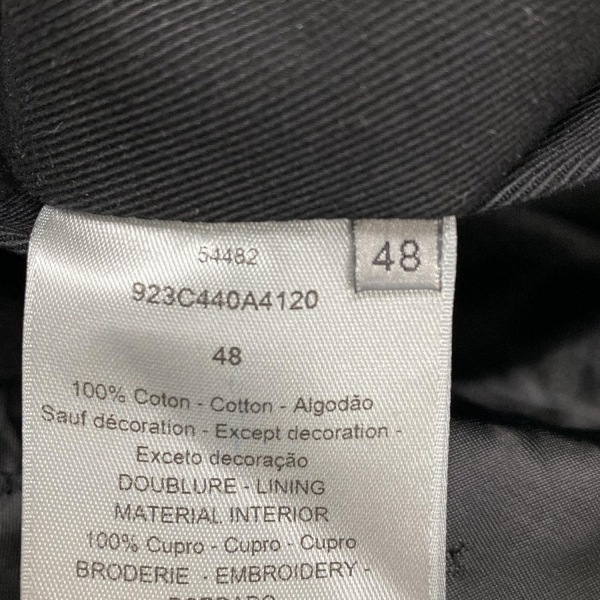 54482
48
923C440A4120
48
100% Coton - Cotton - Algodão
Sauf décoration - Except decoration -
Exceto decoração
DOUBLURE - LINING
MATERIAL INTERIOR
100% Cupro - Cupro - Cupro
BRODERIE - EMBROIDERY -